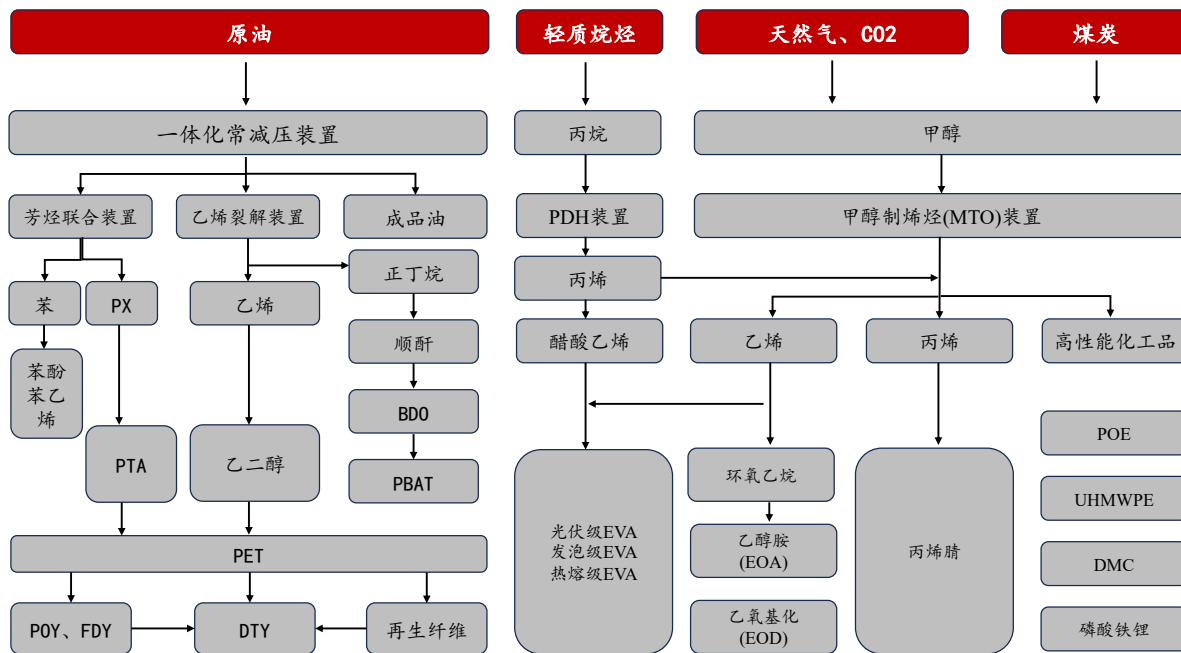 原油
轻质烷烃
天然气、CO2
煤炭
一体化常减压装置
丙烷
甲醇
芳烃联合装置
乙烯裂解装置
成品油
PDH装置
甲醇制烯烃(MTO)装置
正丁烷
丙烯
苯
PX
乙烯
顺酐
醋酸乙烯
乙烯
丙烯
高性能化工品
苯酚
苯乙
烯
BDO
POE
PTA
乙二醇
PBAT
环氧乙烷
UHMWPE
光伏级EVA
发泡级EVA
热熔级EVA
乙醇胺
(EOA)
丙烯腈
PET
DMC
POY、FDY
DTY
再生纤维
乙氧基化
(EOD)
磷酸铁锂